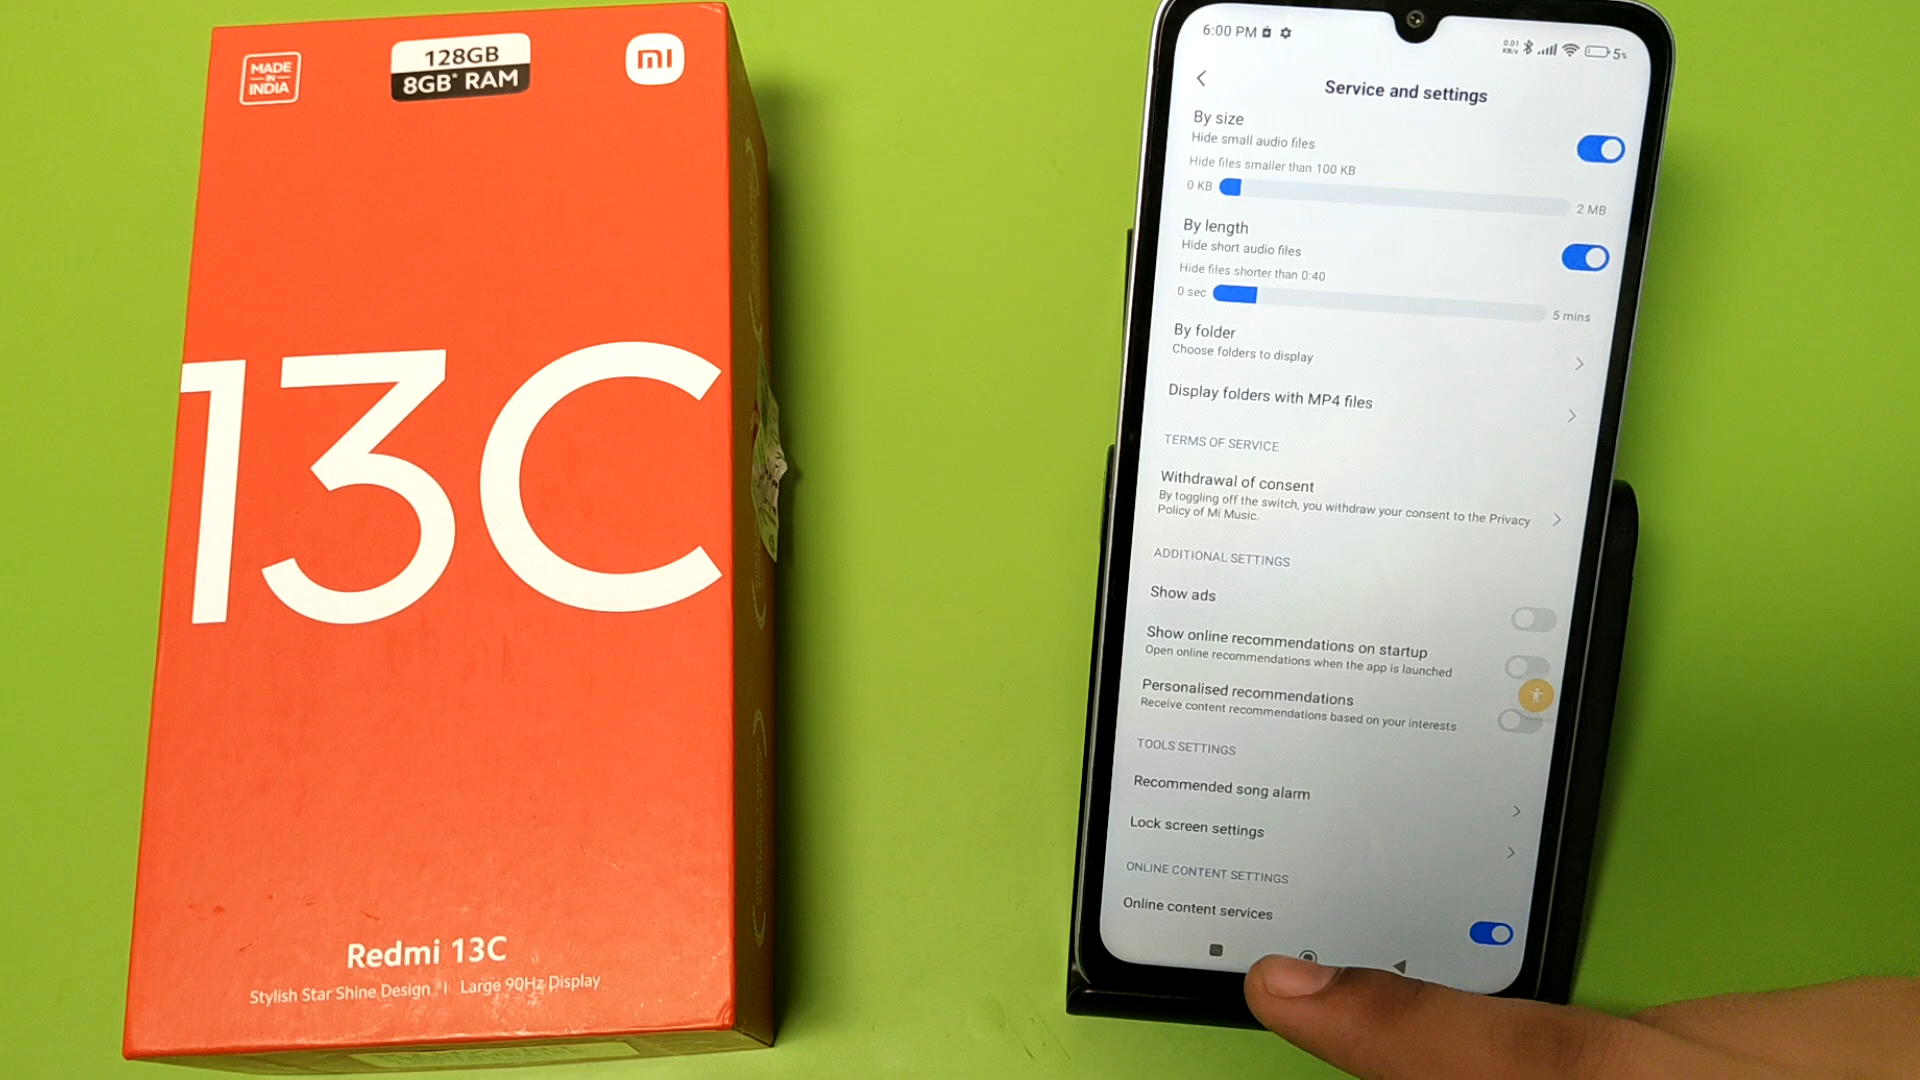 MADE
IN
INDIA
128GB
8GB* RAM
mi
13C
Redmi 13C
Stylish Star Shine Design | Large 90Hz Display
6:00 PM
0.01
KB/s
5%
Service and settings
By size
Hide small audio files
Hide files smaller than 100 KB
0 KB
2 MB
By length
Hide short audio files
Hide files shorter than 0:40
0 sec
5 mins
By folder
Choose folders to display
Display folders with MP4 files
TERMS OF SERVICE
Withdrawal of consent
By toggling off the switch, you withdraw your consent to the Privacy
Policy of Mi Music.
ADDITIONAL SETTINGS
Show ads
Show online recommendations on startup
Open online recommendations when the app is launched
Personalised recommendations
Receive content recommendations based on your interests
TOOLS SETTINGS
Recommended song alarm
Lock screen settings
ONLINE CONTENT SETTINGS
Online content services